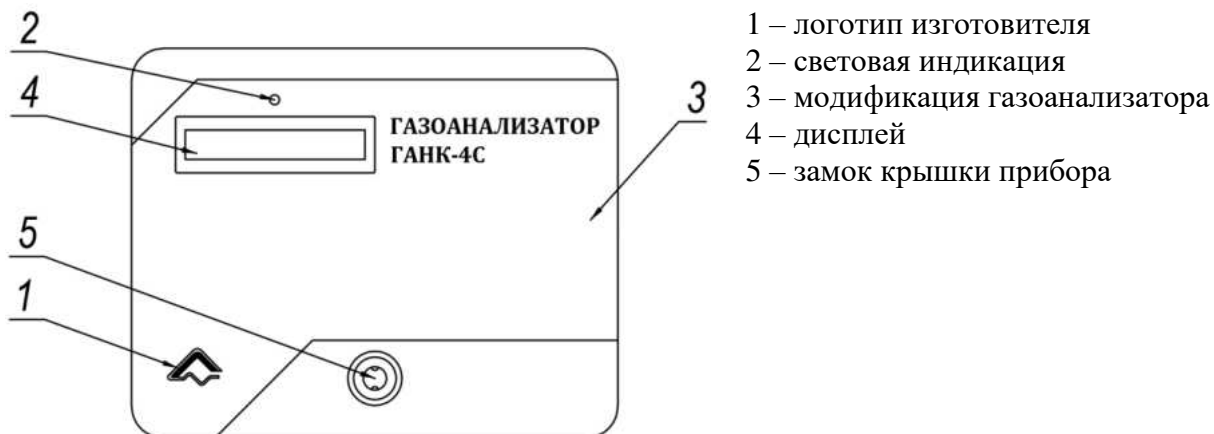 2
4
5
1
3
ГАЗОАНАЛИЗАТОР
ГАНК-4С
1 – логотип изготовителя
2 – световая индикация
3 – модификация газоанализатора
4 – дисплей
5 – замок крышки прибора